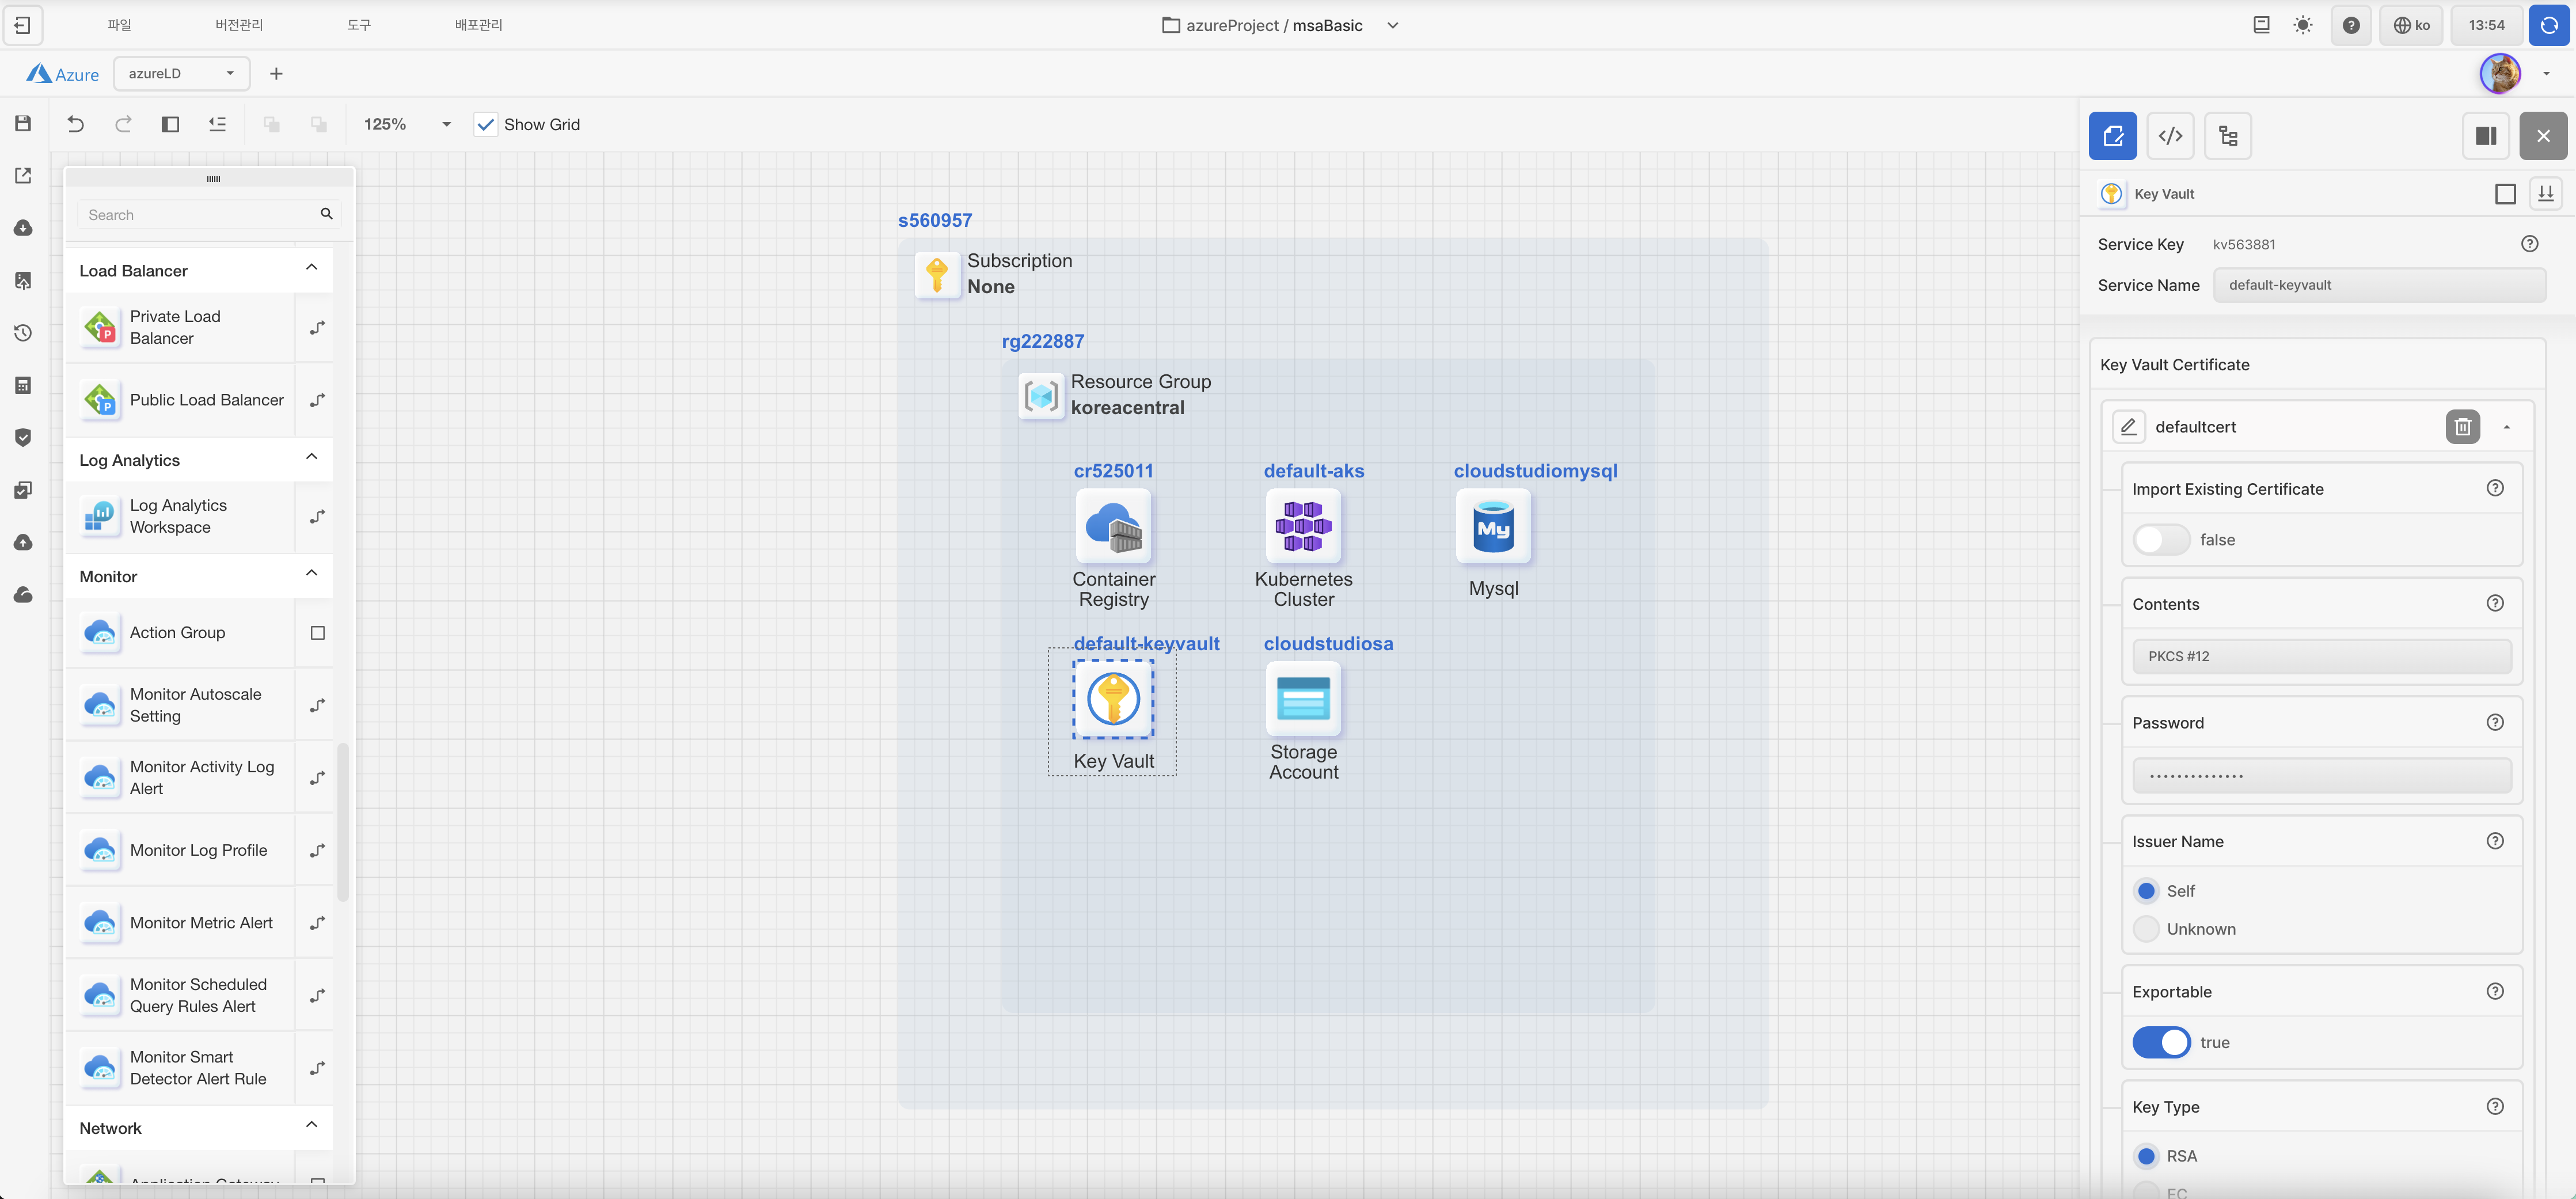 파일
버전관리
도구
배포관리
azureProject / msaBasic
ko
13:54
Azure
azureLD
125%
Show Grid
Search
Load Balancer
Private Load
Balancer
Public Load Balancer
Log Analytics
Log Analytics
Workspace
Monitor
Action Group
Monitor Autoscale
Setting
Monitor Activity Log
Alert
Monitor Log Profile
Monitor Metric Alert
Monitor Scheduled
Query Rules Alert
Monitor Smart
Detector Alert Rule
Network
Application Gateway
s560957
Subscription
None
rg222887
Resource Group
koreacentral
cr525011
Container
Registry
default-aks
Kubernetes
Cluster
cloudstudiomysql
My
Mysql
default-keyvault
Key Vault
cloudstudiosa
Storage
Account
Key Vault
Service Key
kv563881
Service Name
default-keyvault
Key Vault Certificate
defaultcert
Import Existing Certificate
false
Contents
PKCS #12
Password
••••••••••••••
Issuer Name
Self
Unknown
Exportable
true
Key Type
RSA
EC